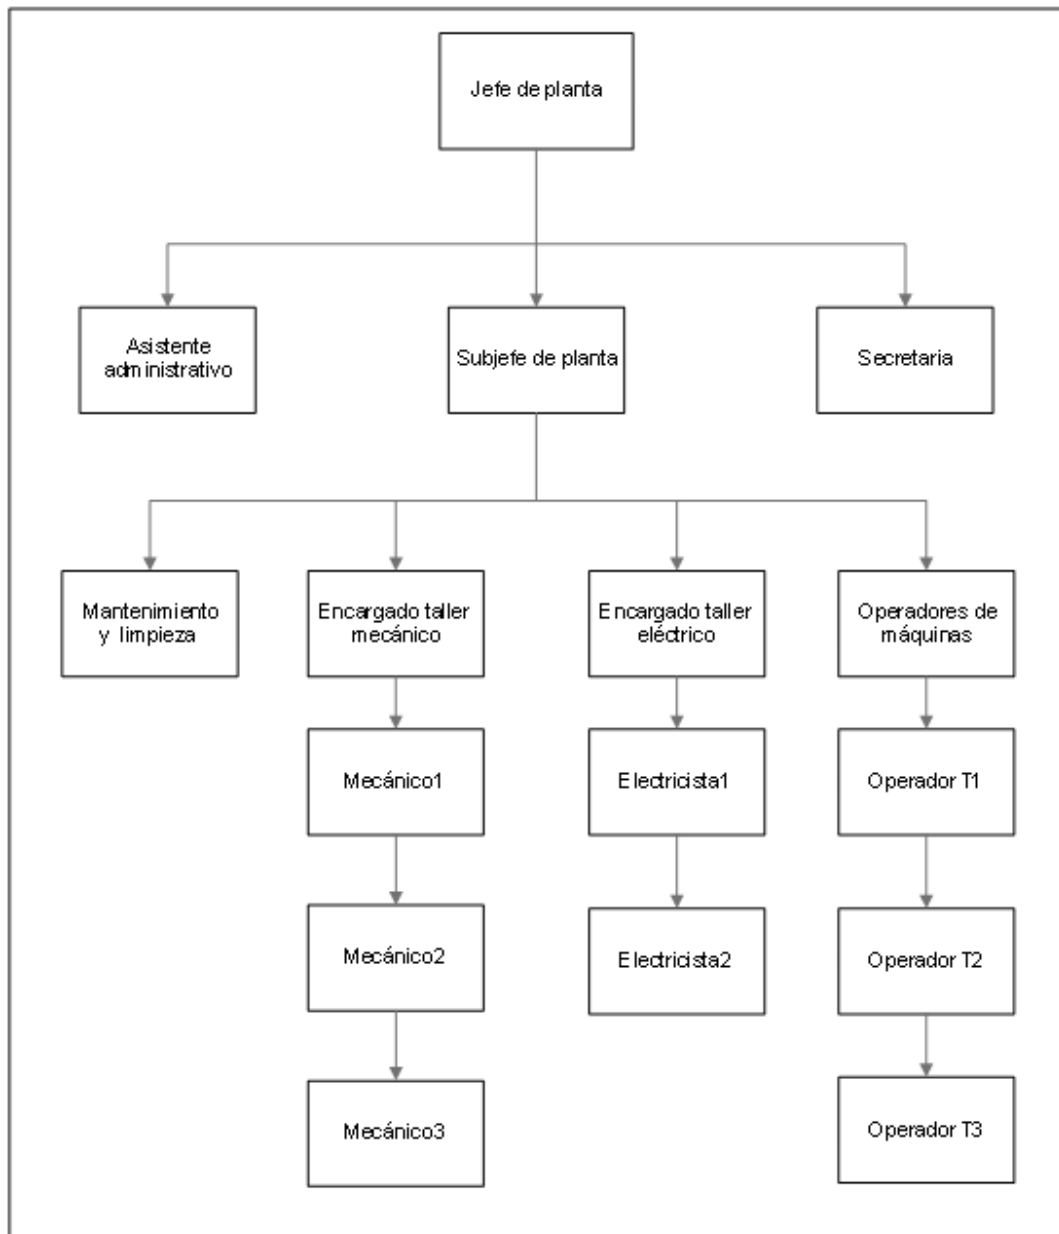 Jefe de planta
Asistente
administrativo
Subjefe de planta
Secretaria
Mantenimiento
y limpieza
Encargado taller
mecánico
Encargado taller
eléctrico
Operadores de
máquinas
Mecánico1
Electricista1
Operador T1
Mecánico2
Electricista2
Operador T2
Mecánico3
Operador T3